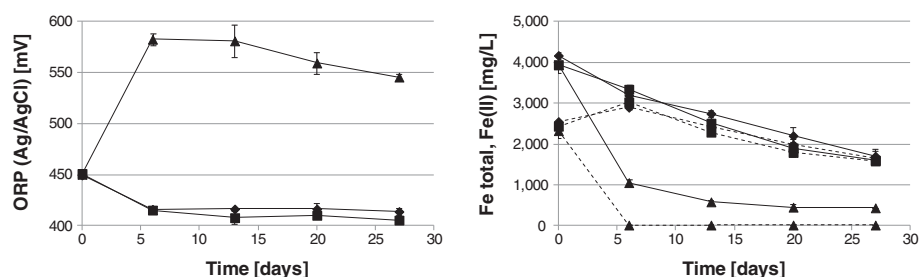 ORP (Ag/AgCl) [mV]
600
550
500
450
400
0 5 10 15 20 25 30
Time [days]
Fe total, Fe(II) [mg/L]
5,000
4,000
3,000
2,000
1,000
0
0 5 10 15 20 25 30
Time [days]